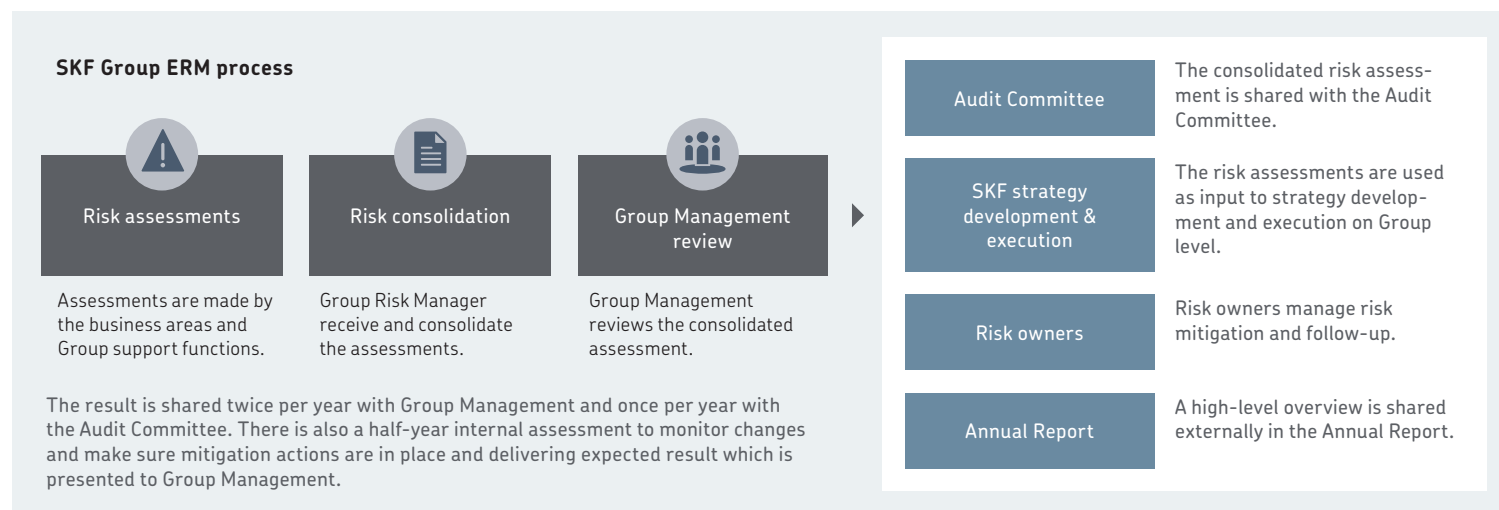 SKF Group ERM process
Risk assessments
Assessments are made by
the business areas and
Group support functions.
Risk consolidation
Group Risk Manager
receive and consolidate
the assessments.
Group Management
review
Group Management
reviews the consolidated
assessment.
The result is shared twice per year with Group Management and once per year with
the Audit Committee. There is also a half-year internal assessment to monitor changes
and make sure mitigation actions are in place and delivering expected result which is
presented to Group Management.
Audit Committee
The consolidated risk assess-
ment is shared with the Audit
Committee.
SKF strategy
development &
execution
The risk assessments are used
as input to strategy develop-
ment and execution on Group
level.
Risk owners
Risk owners manage risk
mitigation and follow-up.
Annual Report
A high-level overview is shared
externally in the Annual Report.